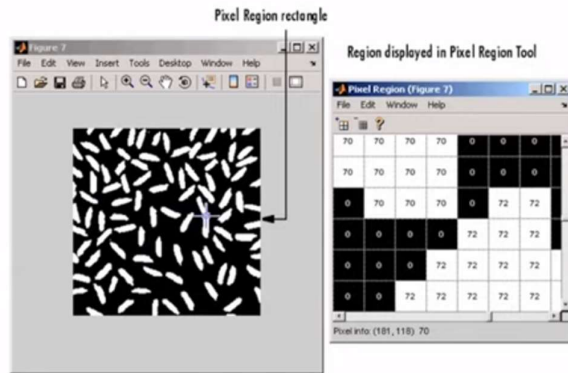 Pixel Region rectangle
Figure 7
File Edit View Insert Tools Desktop Window Help
Region displayed in Pixel Region Tool
Pixel Region (Figure 7)
File Edit Window Help
70 70 70 70 0 0 0
70 70 70 70 0 0 0
0 70 70 70 0 72 72
0 0 0 0 72 72 72
0 0 0 72 72 72 72
0 0 72 72 72 72 72
Pixel info: (181, 118) 70